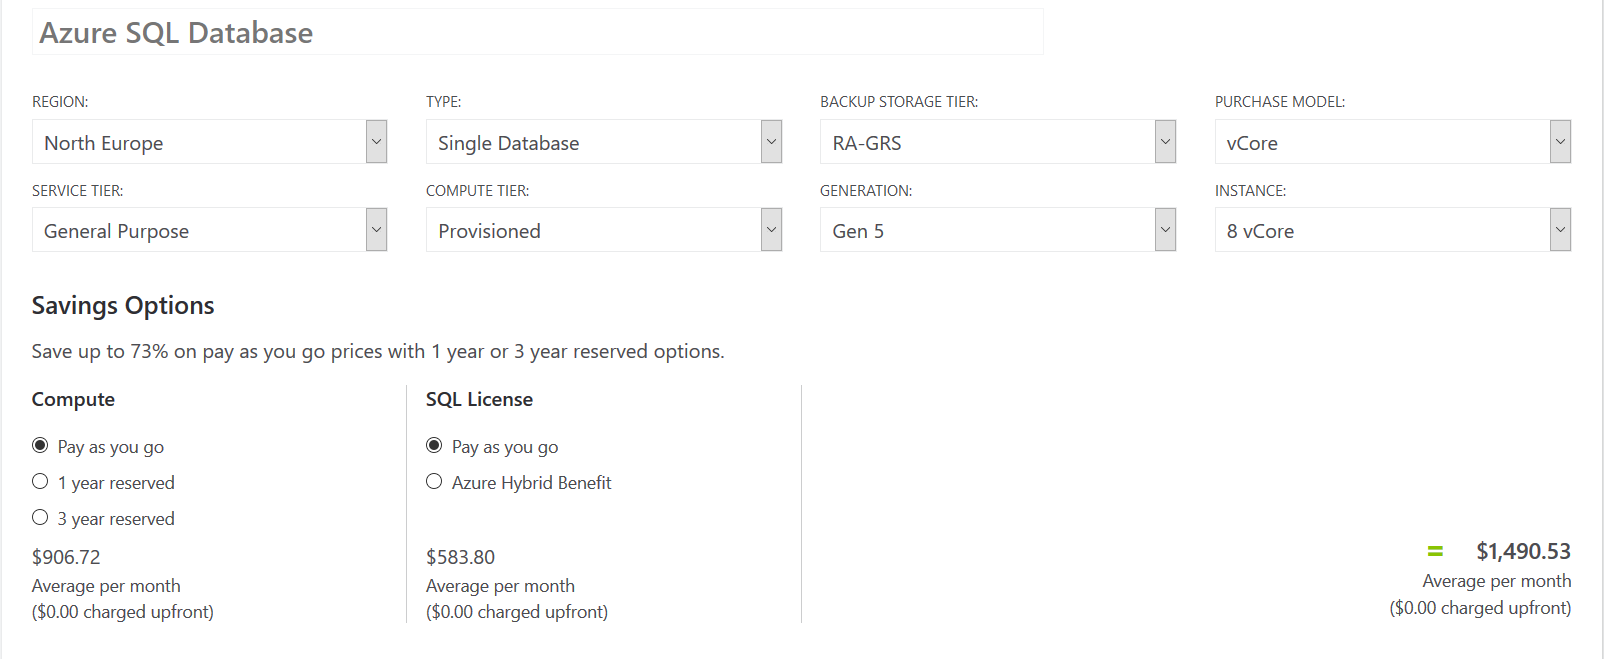 Azure SQL Database
REGION: TYPE: BACKUP STORAGE TIER: PURCHASE MODEL:
North Europe Single Database RA-GRS vCore
SERVICE TIER: COMPUTE TIER: GENERATION: INSTANCE:
General Purpose Provisioned Gen 5 8 vCore
Savings Options
Save up to 73% on pay as you go prices with 1 year or 3 year reserved options.
Compute
Pay as you go
1 year reserved
3 year reserved
$906.72
Average per month
($0.00 charged upfront)
SQL License
Pay as you go
Azure Hybrid Benefit
$583.80
Average per month
($0.00 charged upfront)
= $1,490.53
Average per month
($0.00 charged upfront)